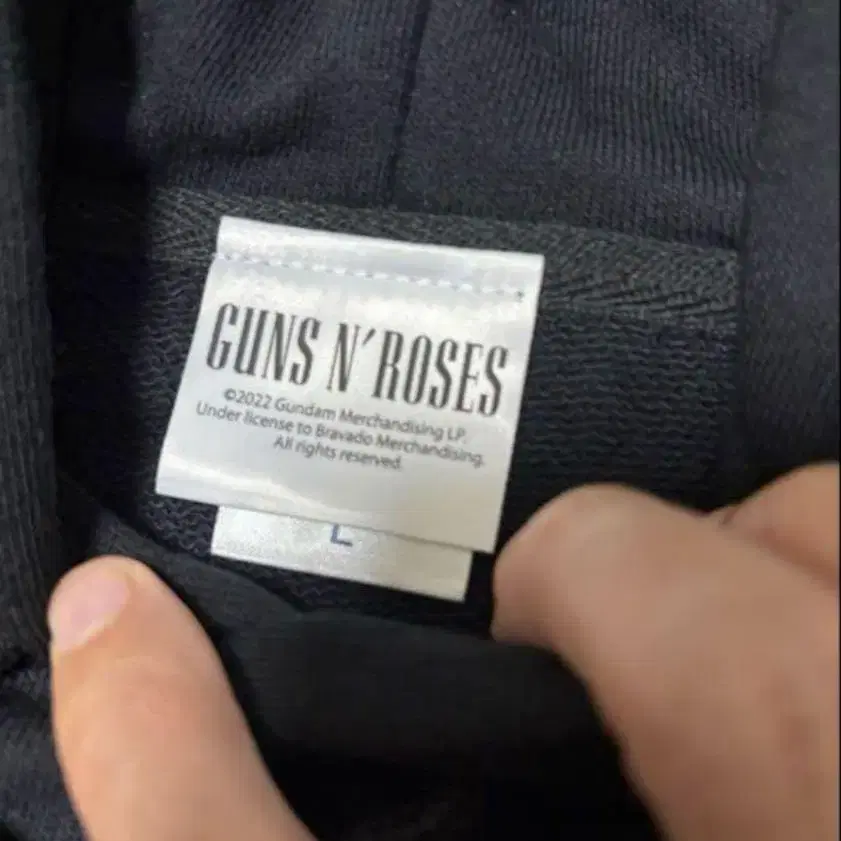 GUNS N' ROSES
©2022 Gundam Merchandising LP.
Under license to Bravado Merchandising.
All rights reserved.
L